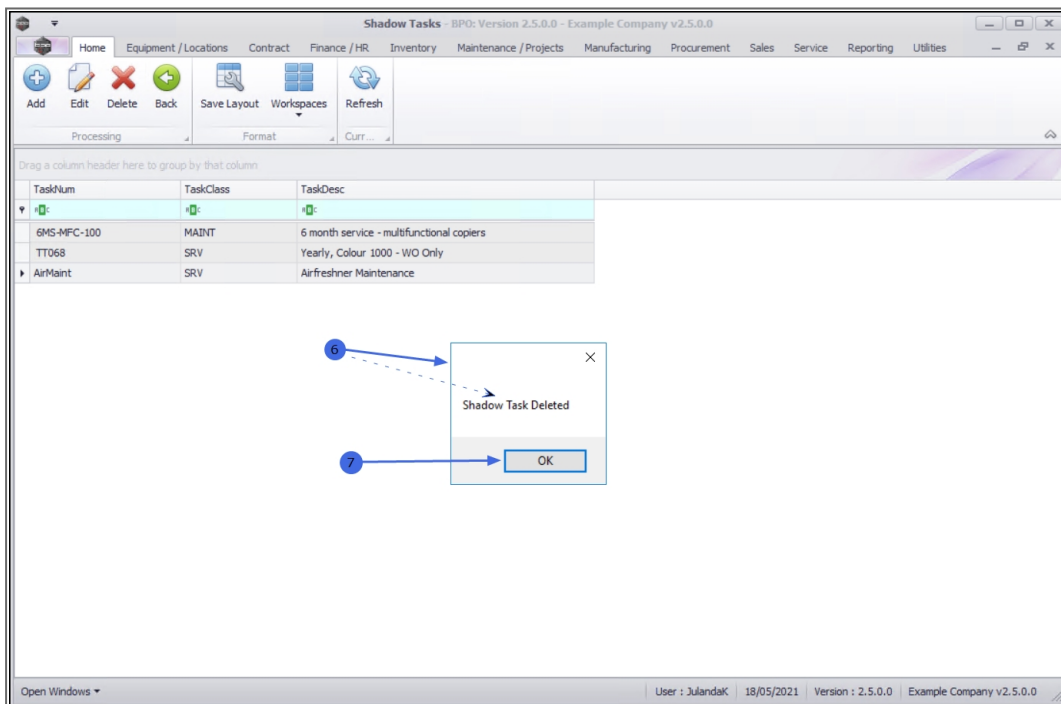 Shadow Tasks - BPO: Version 2.5.0.0 - Example Company v2.5.0.0
Home Equipment / Locations Contract Finance / HR Inventory Maintenance / Projects Manufacturing Procurement Sales Service Reporting Utilities
Add Edit Delete Back Save Layout Workspaces Refresh
Processing Format Curr...
Drag a column header here to group by that column
TaskNum TaskClass TaskDesc
6MS-MFC-100 MAINT 6 month service - multifunctional copiers
TT068 SRV Yearly, Colour 1000 - WO Only
AirMaint SRV Airfreshner Maintenance
6
Shadow Task Deleted
7
OK
Open Windows User : JulandaK 18/05/2021 Version : 2.5.0.0 Example Company v2.5.0.0